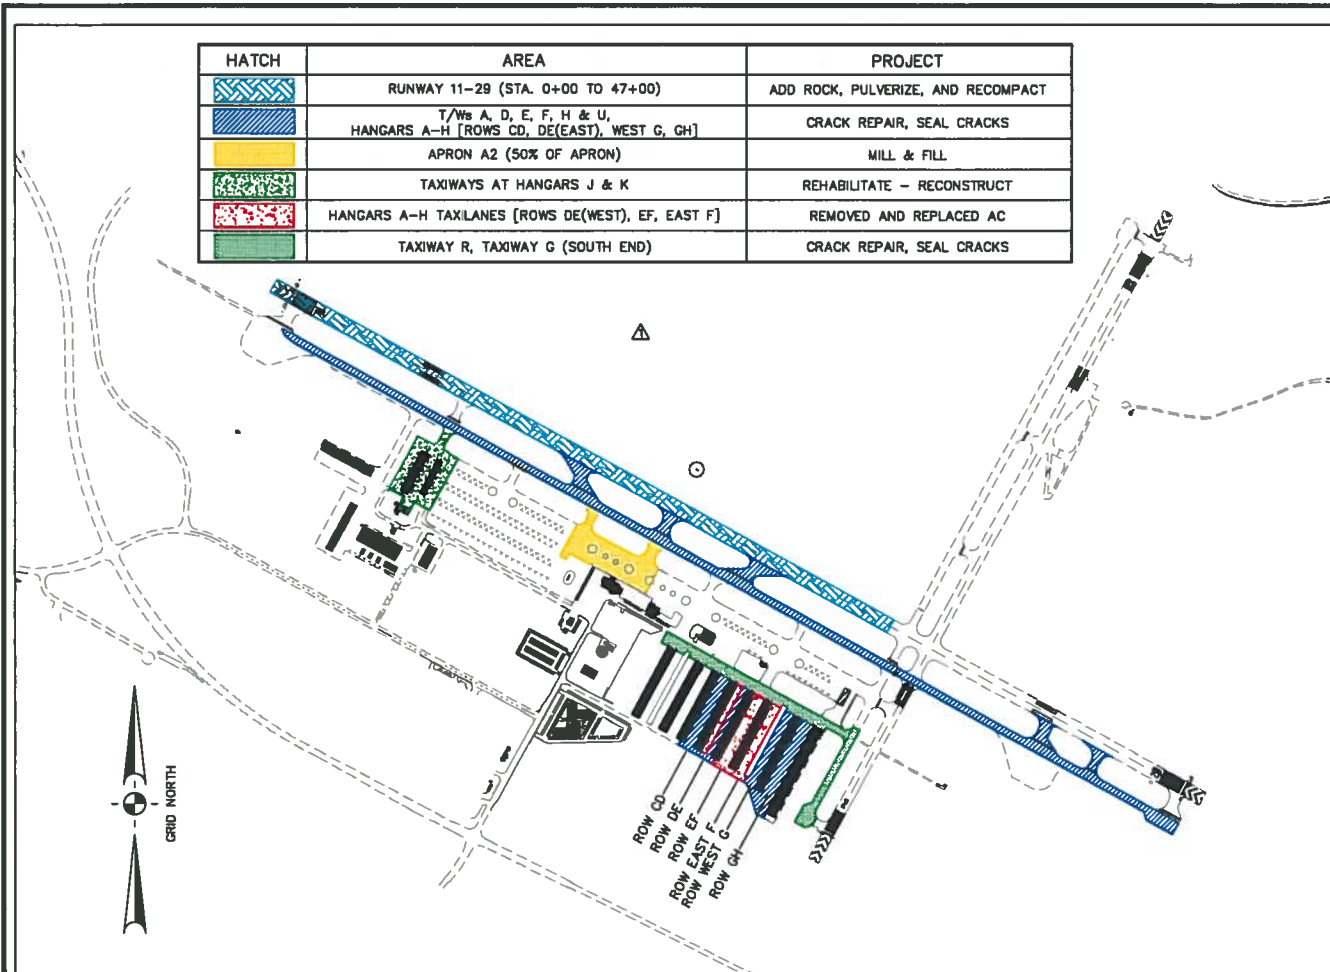 HATCH AREA PROJECT
RUNWAY 11-29 (STA. 0+00 TO 47+00) ADD ROCK, PULVERIZE, AND RECOMPACT
T/Ws A, D, E, F, H & U,
HANGARS A-H [ROWS CD, DE(EAST), WEST G, GH] CRACK REPAIR, SEAL CRACKS
APRON A2 (50% OF APRON) MILL & FILL
TAXIWAYS AT HANGARS J & K REHABILITATE - RECONSTRUCT
HANGARS A-H TAXILANES [ROWS DE(WEST), EF, EAST F] REMOVED AND REPLACED AC
TAXIWAY R, TAXIWAY G (SOUTH END) CRACK REPAIR, SEAL CRACKS
GRID NORTH
ROW CD
ROW DE
ROW EF
ROW EAST F
ROW WEST G
ROW GH